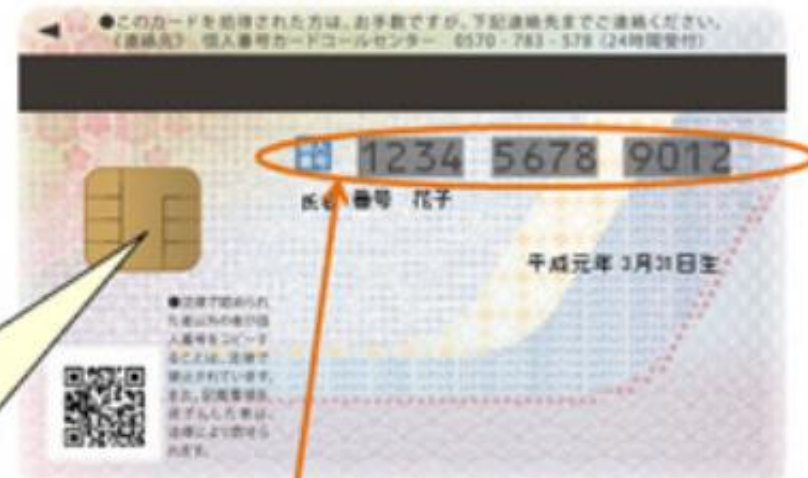 ●このカードを拾得された方は、お手数ですが、下記連絡先までご連絡ください。
《連絡先》 個人番号カードコールセンター 0570-783-578 (24時間受付)
1234 5678 9012
氏名 番号 花子
平成元年 3月31日生
●法律で認められ
た者以外の者が個
人番号をコピーす
ることは、法律で
禁止されています。
また、記載事項を
改ざんした者は、
法律により罰せら
れます。